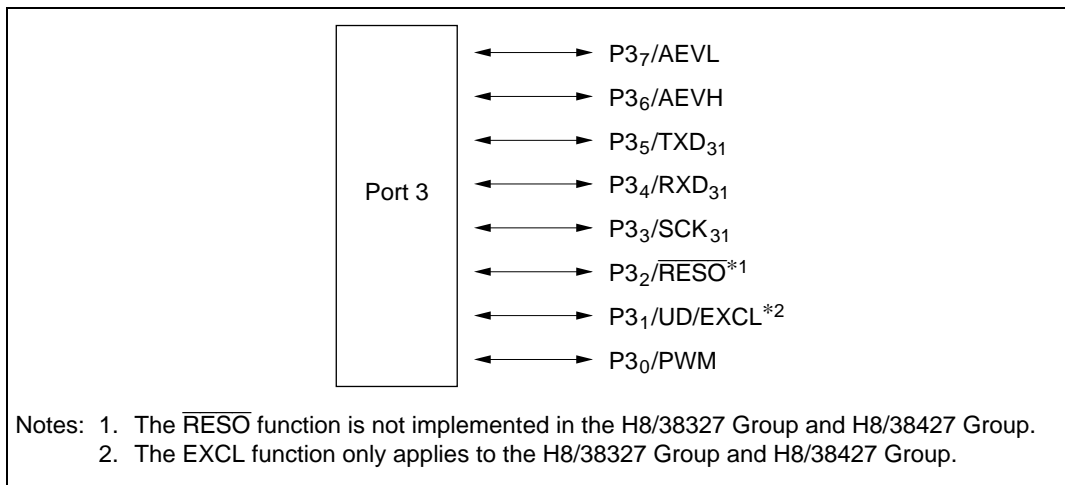 P3₇/AEVL
P3₆/AEVH
P3₅/TXD₃₁
Port 3
P3₄/RXD₃₁
P3₃/SCK₃₁
P3₂/R̅E̅S̅O̅*1
P3₁/UD/EXCL*2
P3₀/PWM
Notes: 1. The R̅E̅S̅O̅ function is not implemented in the H8/38327 Group and H8/38427 Group.
2. The EXCL function only applies to the H8/38327 Group and H8/38427 Group.